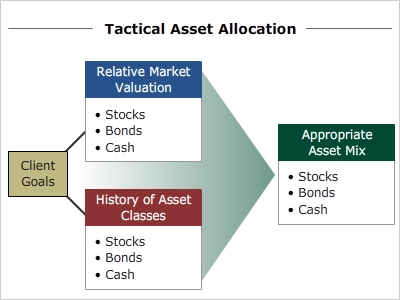 Tactical Asset Allocation
Relative Market
Valuation
• Stocks
• Bonds
• Cash
Client
Goals
History of Asset
Classes
• Stocks
• Bonds
• Cash
Appropriate
Asset Mix
• Stocks
• Bonds
• Cash